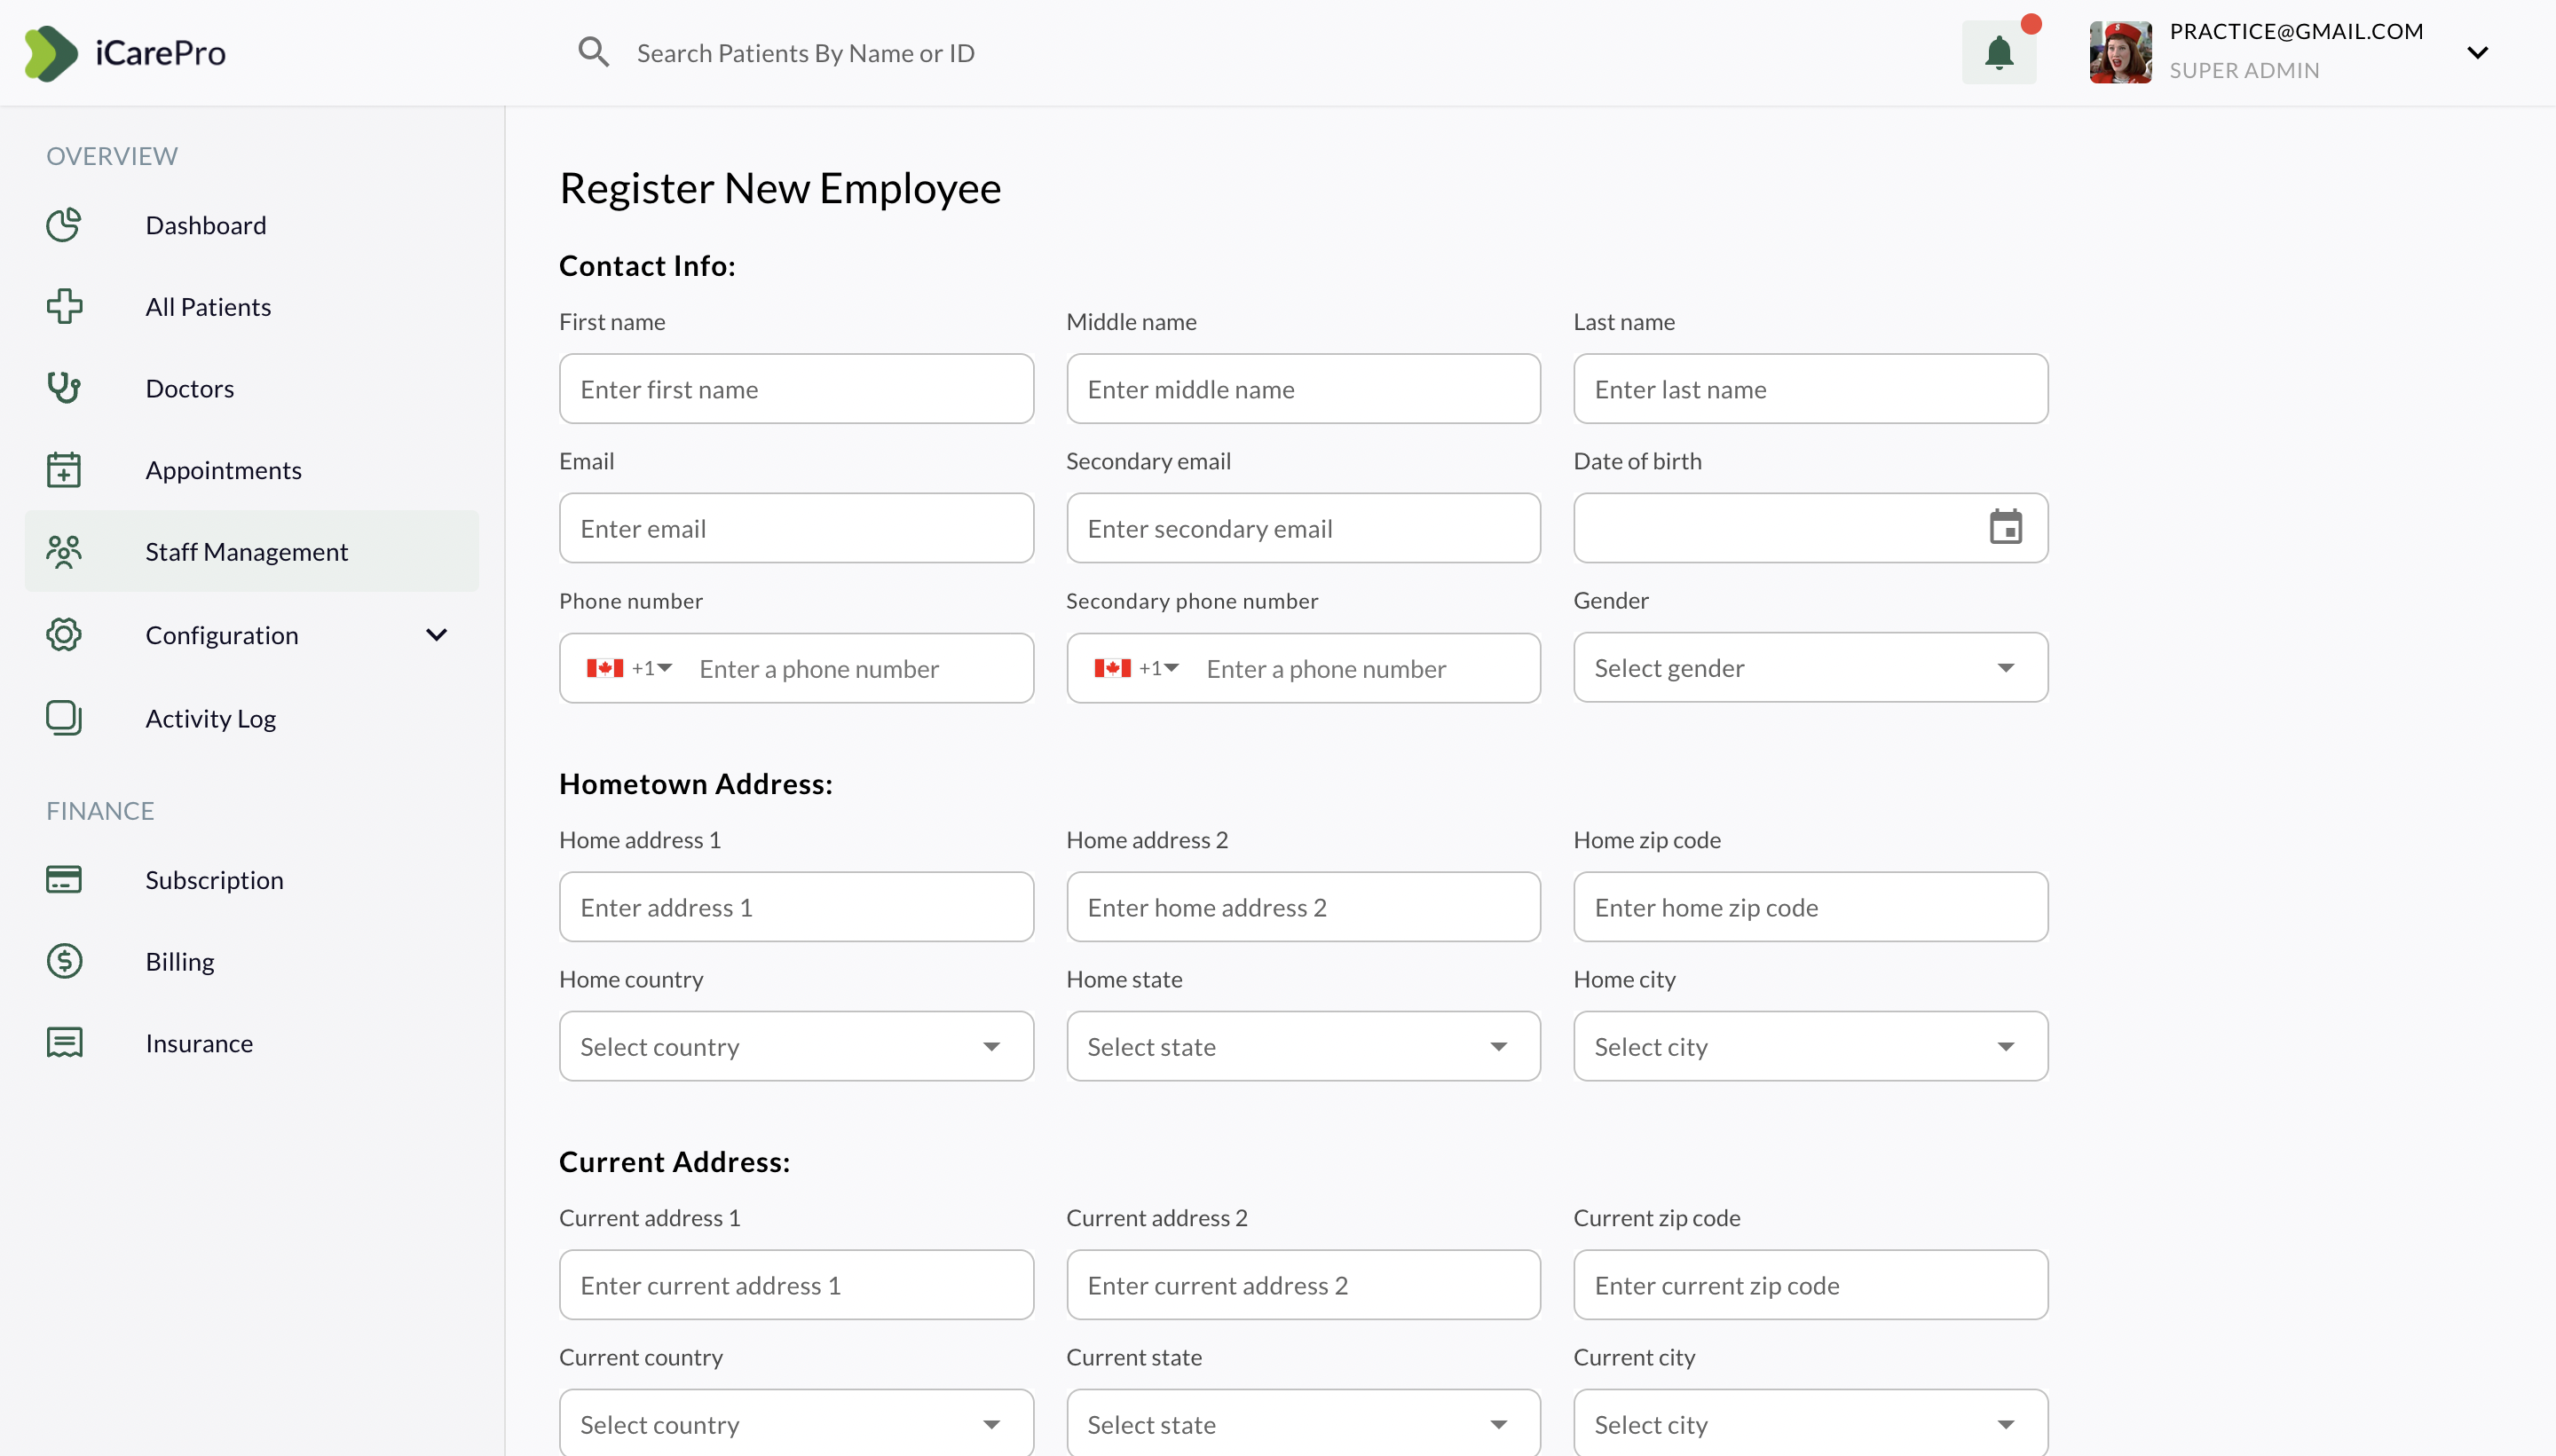 iCarePro
Search Patients By Name or ID
PRACTICE@GMAIL.COM
SUPER ADMIN
OVERVIEW
Dashboard
All Patients
Doctors
Appointments
Staff Management
Configuration
Activity Log
FINANCE
Subscription
Billing
Insurance
Register New Employee
Contact Info:
First name Middle name Last name
Enter first name Enter middle name Enter last name
Email Secondary email Date of birth
Enter email Enter secondary email
Phone number Secondary phone number Gender
+1 Enter a phone number +1 Enter a phone number Select gender
Hometown Address:
Home address 1 Home address 2 Home zip code
Enter address 1 Enter home address 2 Enter home zip code
Home country Home state Home city
Select country Select state Select city
Current Address:
Current address 1 Current address 2 Current zip code
Enter current address 1 Enter current address 2 Enter current zip code
Current country Current state Current city
Select country Select state Select city